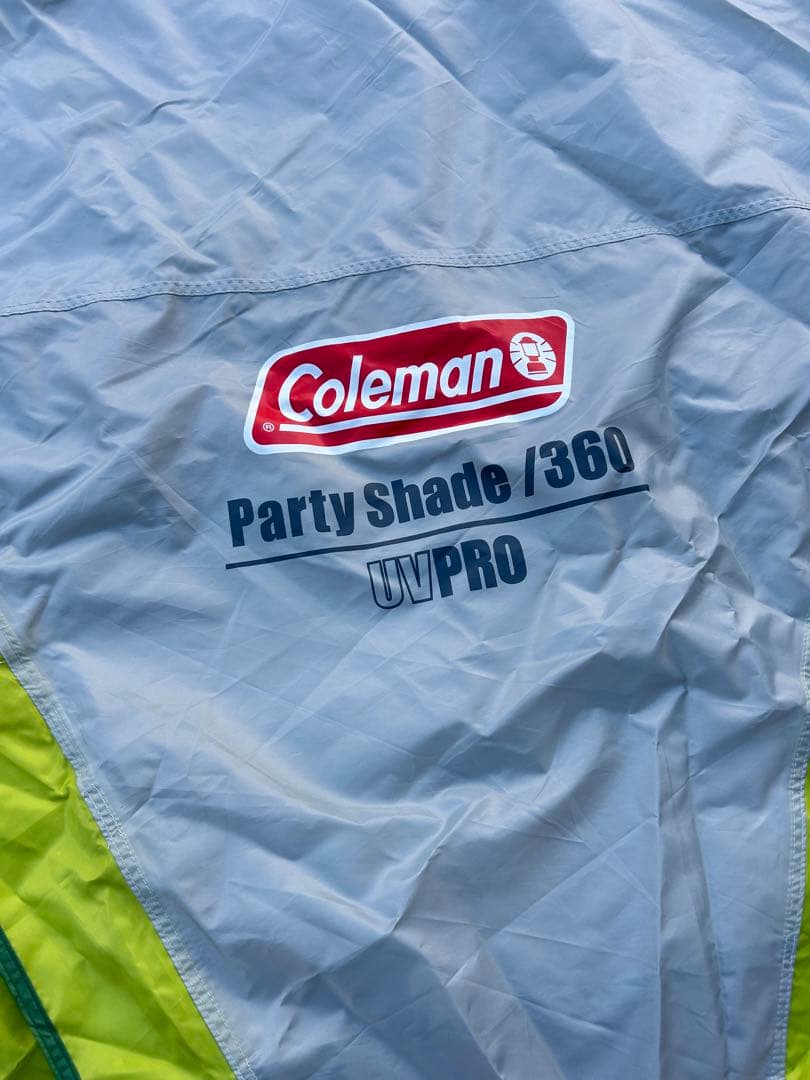 Coleman
®
Party Shade /360
UVPRO